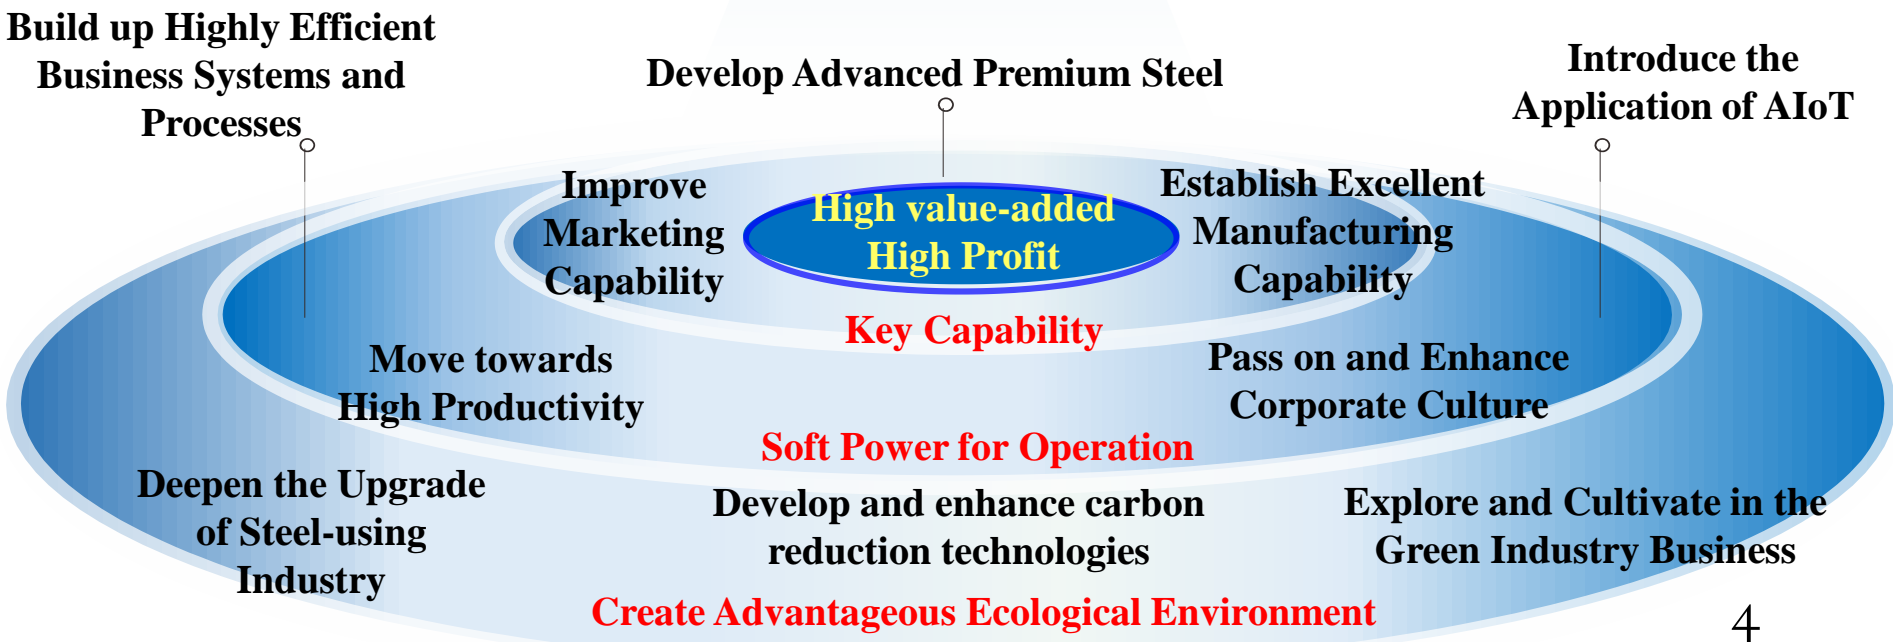 Build up Highly Efficient
Business Systems and
Processes
Develop Advanced Premium Steel
Introduce the
Application of AIoT
Improve
Marketing
Capability
High value-added
High Profit
Establish Excellent
Manufacturing
Capability
Key Capability
Move towards
High Productivity
Pass on and Enhance
Corporate Culture
Soft Power for Operation
Deepen the Upgrade
of Steel-using
Industry
Develop and enhance carbon
reduction technologies
Explore and Cultivate in the
Green Industry Business
Create Advantageous Ecological Environment
4